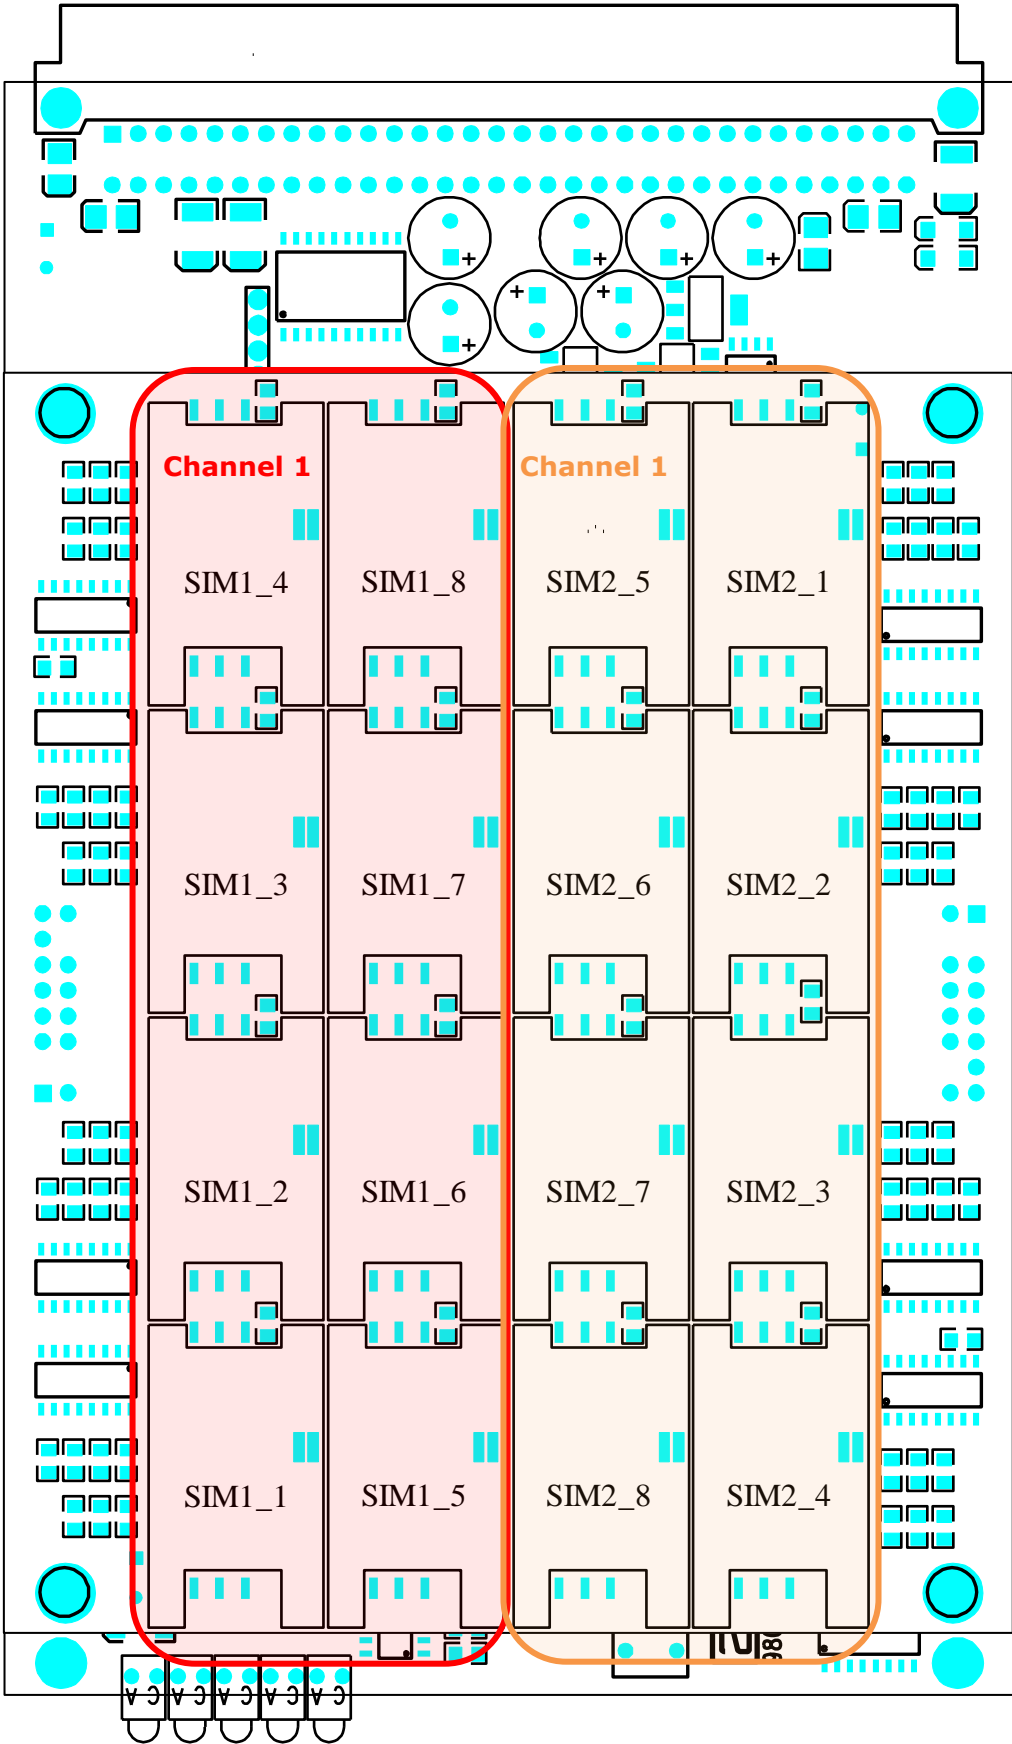 + + + +
+ +
+
Channel 1 Channel 1
SIM1_4 SIM1_8 SIM2_5 SIM2_1
SIM1_3 SIM1_7 SIM2_6 SIM2_2
SIM1_2 SIM1_6 SIM2_7 SIM2_3
SIM1_1 SIM1_5 SIM2_8 SIM2_4
A C A C A C A C A C